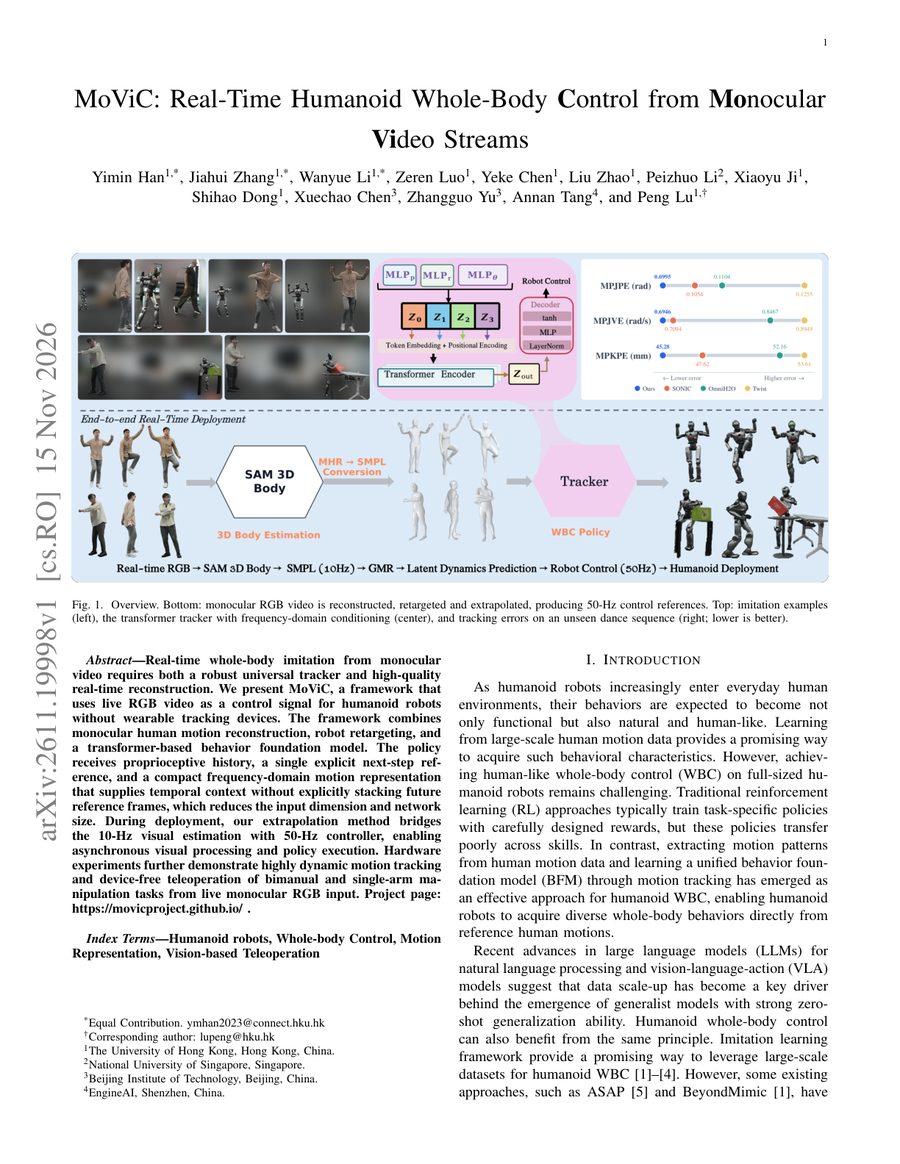 1
MoViC: Real-Time Humanoid Whole-Body Control from Monocular
Video Streams
Yimin Han1,*, Jiahui Zhang1,*, Wanyue Li1,*, Zeren Luo1, Yeke Chen1, Liu Zhao1, Peizhuo Li2, Xiaoyu Ji1,
Shihao Dong1, Xuechao Chen3, Zhangguo Yu3, Annan Tang4, and Peng Lu1,†
MLPp MLPr MLPθ
Z0 Z1 Z2 Z3
Token Embedding + Positional Encoding
Transformer Encoder
Zout
Robot Control
Decoder
tanh
MLP
LayerNorm
MPJPE (rad)
0.0995
0.1054
0.1104
0.1255
MPJVE (rad/s)
0.6946
0.7094
0.8467
0.8948
MPKPE (mm)
45.28
47.62
52.16
53.61
← Lower error
Higher error →
Ours SONIC OmniH2O Twist
End-to-end Real-Time Deployment
SAM 3D
Body
3D Body Estimation
MHR → SMPL
Conversion
Tracker
WBC Policy
Real-time RGB → SAM 3D Body → SMPL (10Hz) → GMR → Latent Dynamics Prediction → Robot Control (50Hz) → Humanoid Deployment
Fig. 1. Overview. Bottom: monocular RGB video is reconstructed, retargeted and extrapolated, producing 50-Hz control references. Top: imitation examples
(left), the transformer tracker with frequency-domain conditioning (center), and tracking errors on an unseen dance sequence (right; lower is better).
arXiv:2611.19998v1 [cs.RO] 15 Nov 2026
Abstract—Real-time whole-body imitation from monocular
video requires both a robust universal tracker and high-quality
real-time reconstruction. We present MoViC, a framework that
uses live RGB video as a control signal for humanoid robots
without wearable tracking devices. The framework combines
monocular human motion reconstruction, robot retargeting, and
a transformer-based behavior foundation model. The policy
receives proprioceptive history, a single explicit next-step ref-
erence, and a compact frequency-domain motion representation
that supplies temporal context without explicitly stacking future
reference frames, which reduces the input dimension and network
size. During deployment, our extrapolation method bridges
the 10-Hz visual estimation with 50-Hz controller, enabling
asynchronous visual processing and policy execution. Hardware
experiments further demonstrate highly dynamic motion tracking
and device-free teleoperation of bimanual and single-arm ma-
nipulation tasks from live monocular RGB input. Project page:
https://movicproject.github.io/ .
Index Terms—Humanoid robots, Whole-body Control, Motion
Representation, Vision-based Teleoperation
*Equal Contribution. ymhan2023@connect.hku.hk
†Corresponding author: lupeng@hku.hk
1The University of Hong Kong, Hong Kong, China.
2National University of Singapore, Singapore.
3Beijing Institute of Technology, Beijing, China.
4EngineAI, Shenzhen, China.
I. INTRODUCTION
As humanoid robots increasingly enter everyday human
environments, their behaviors are expected to become not
only functional but also natural and human-like. Learning
from large-scale human motion data provides a promising way
to acquire such behavioral characteristics. However, achiev-
ing human-like whole-body control (WBC) on full-sized hu-
manoid robots remains challenging. Traditional reinforcement
learning (RL) approaches typically train task-specific policies
with carefully designed rewards, but these policies transfer
poorly across skills. In contrast, extracting motion patterns
from human motion data and learning a unified behavior foun-
dation model (BFM) through motion tracking has emerged as
an effective approach for humanoid WBC, enabling humanoid
robots to acquire diverse whole-body behaviors directly from
reference human motions.
Recent advances in large language models (LLMs) for
natural language processing and vision-language-action (VLA)
models suggest that data scale-up has become a key driver
behind the emergence of generalist models with strong zero-
shot generalization ability. Humanoid whole-body control
can also benefit from the same principle. Imitation learning
framework provide a promising way to leverage large-scale
datasets for humanoid WBC [1]–[4]. However, some existing
approaches, such as ASAP [5] and BeyondMimic [1], have